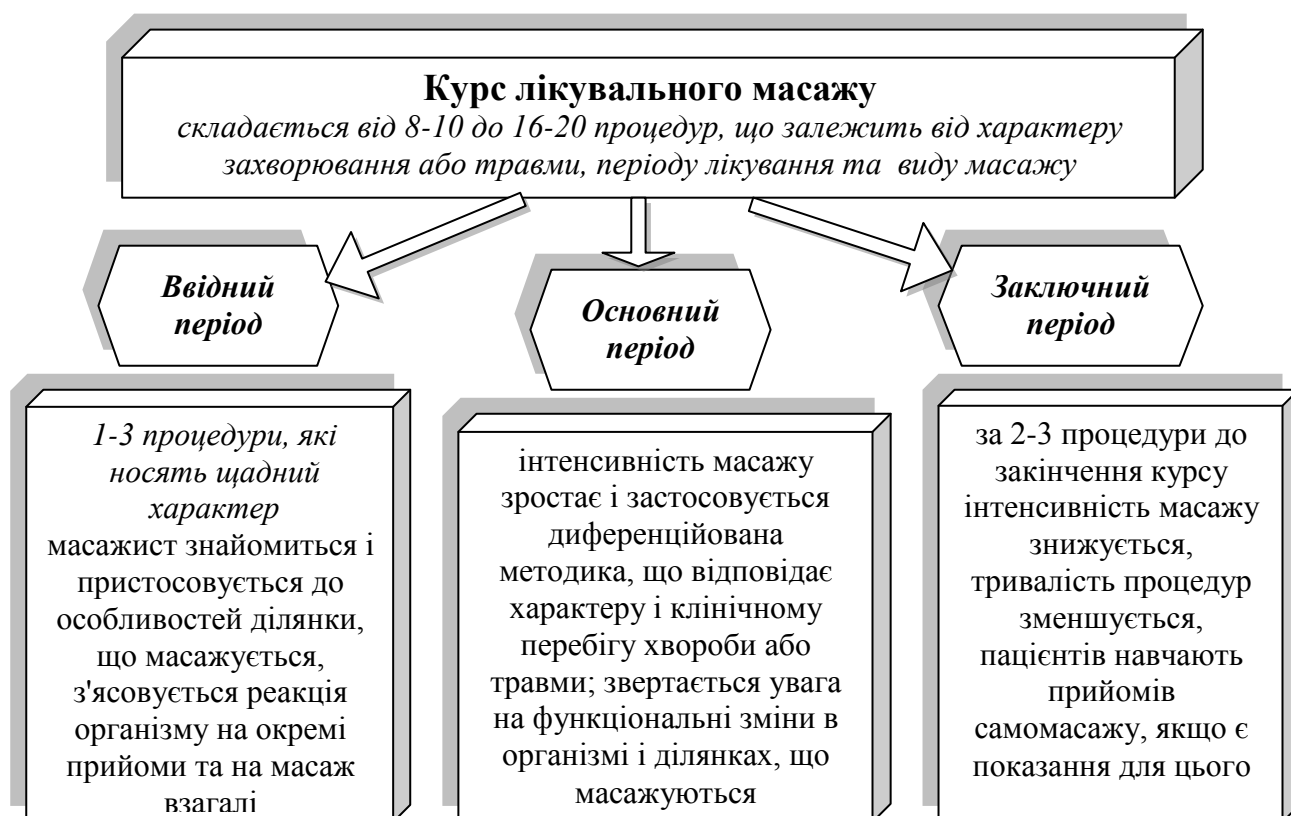 Курс лікувального масажу
складається від 8-10 до 16-20 процедур, що залежить від характеру
захворювання або травми, періоду лікування та виду масажу
Ввідний
період
Основний
період
Заключний
період
1-3 процедури, які
носять щадний
характер
масажист знайомиться і
пристосовується до
особливостей ділянки,
що масажується,
з'ясовується реакція
організму на окремі
прийоми та на масаж
взагалі
інтенсивність масажу
зростає і застосовується
диференційована
методика, що відповідає
характеру і клінічному
перебігу хвороби або
травми; звертається увага
на функціональні зміни в
організмі і ділянках, що
масажуються
за 2-3 процедури до
закінчення курсу
інтенсивність масажу
знижується,
тривалість процедур
зменшується,
пацієнтів навчають
прийомів
самомасажу, якщо є
показання для цього